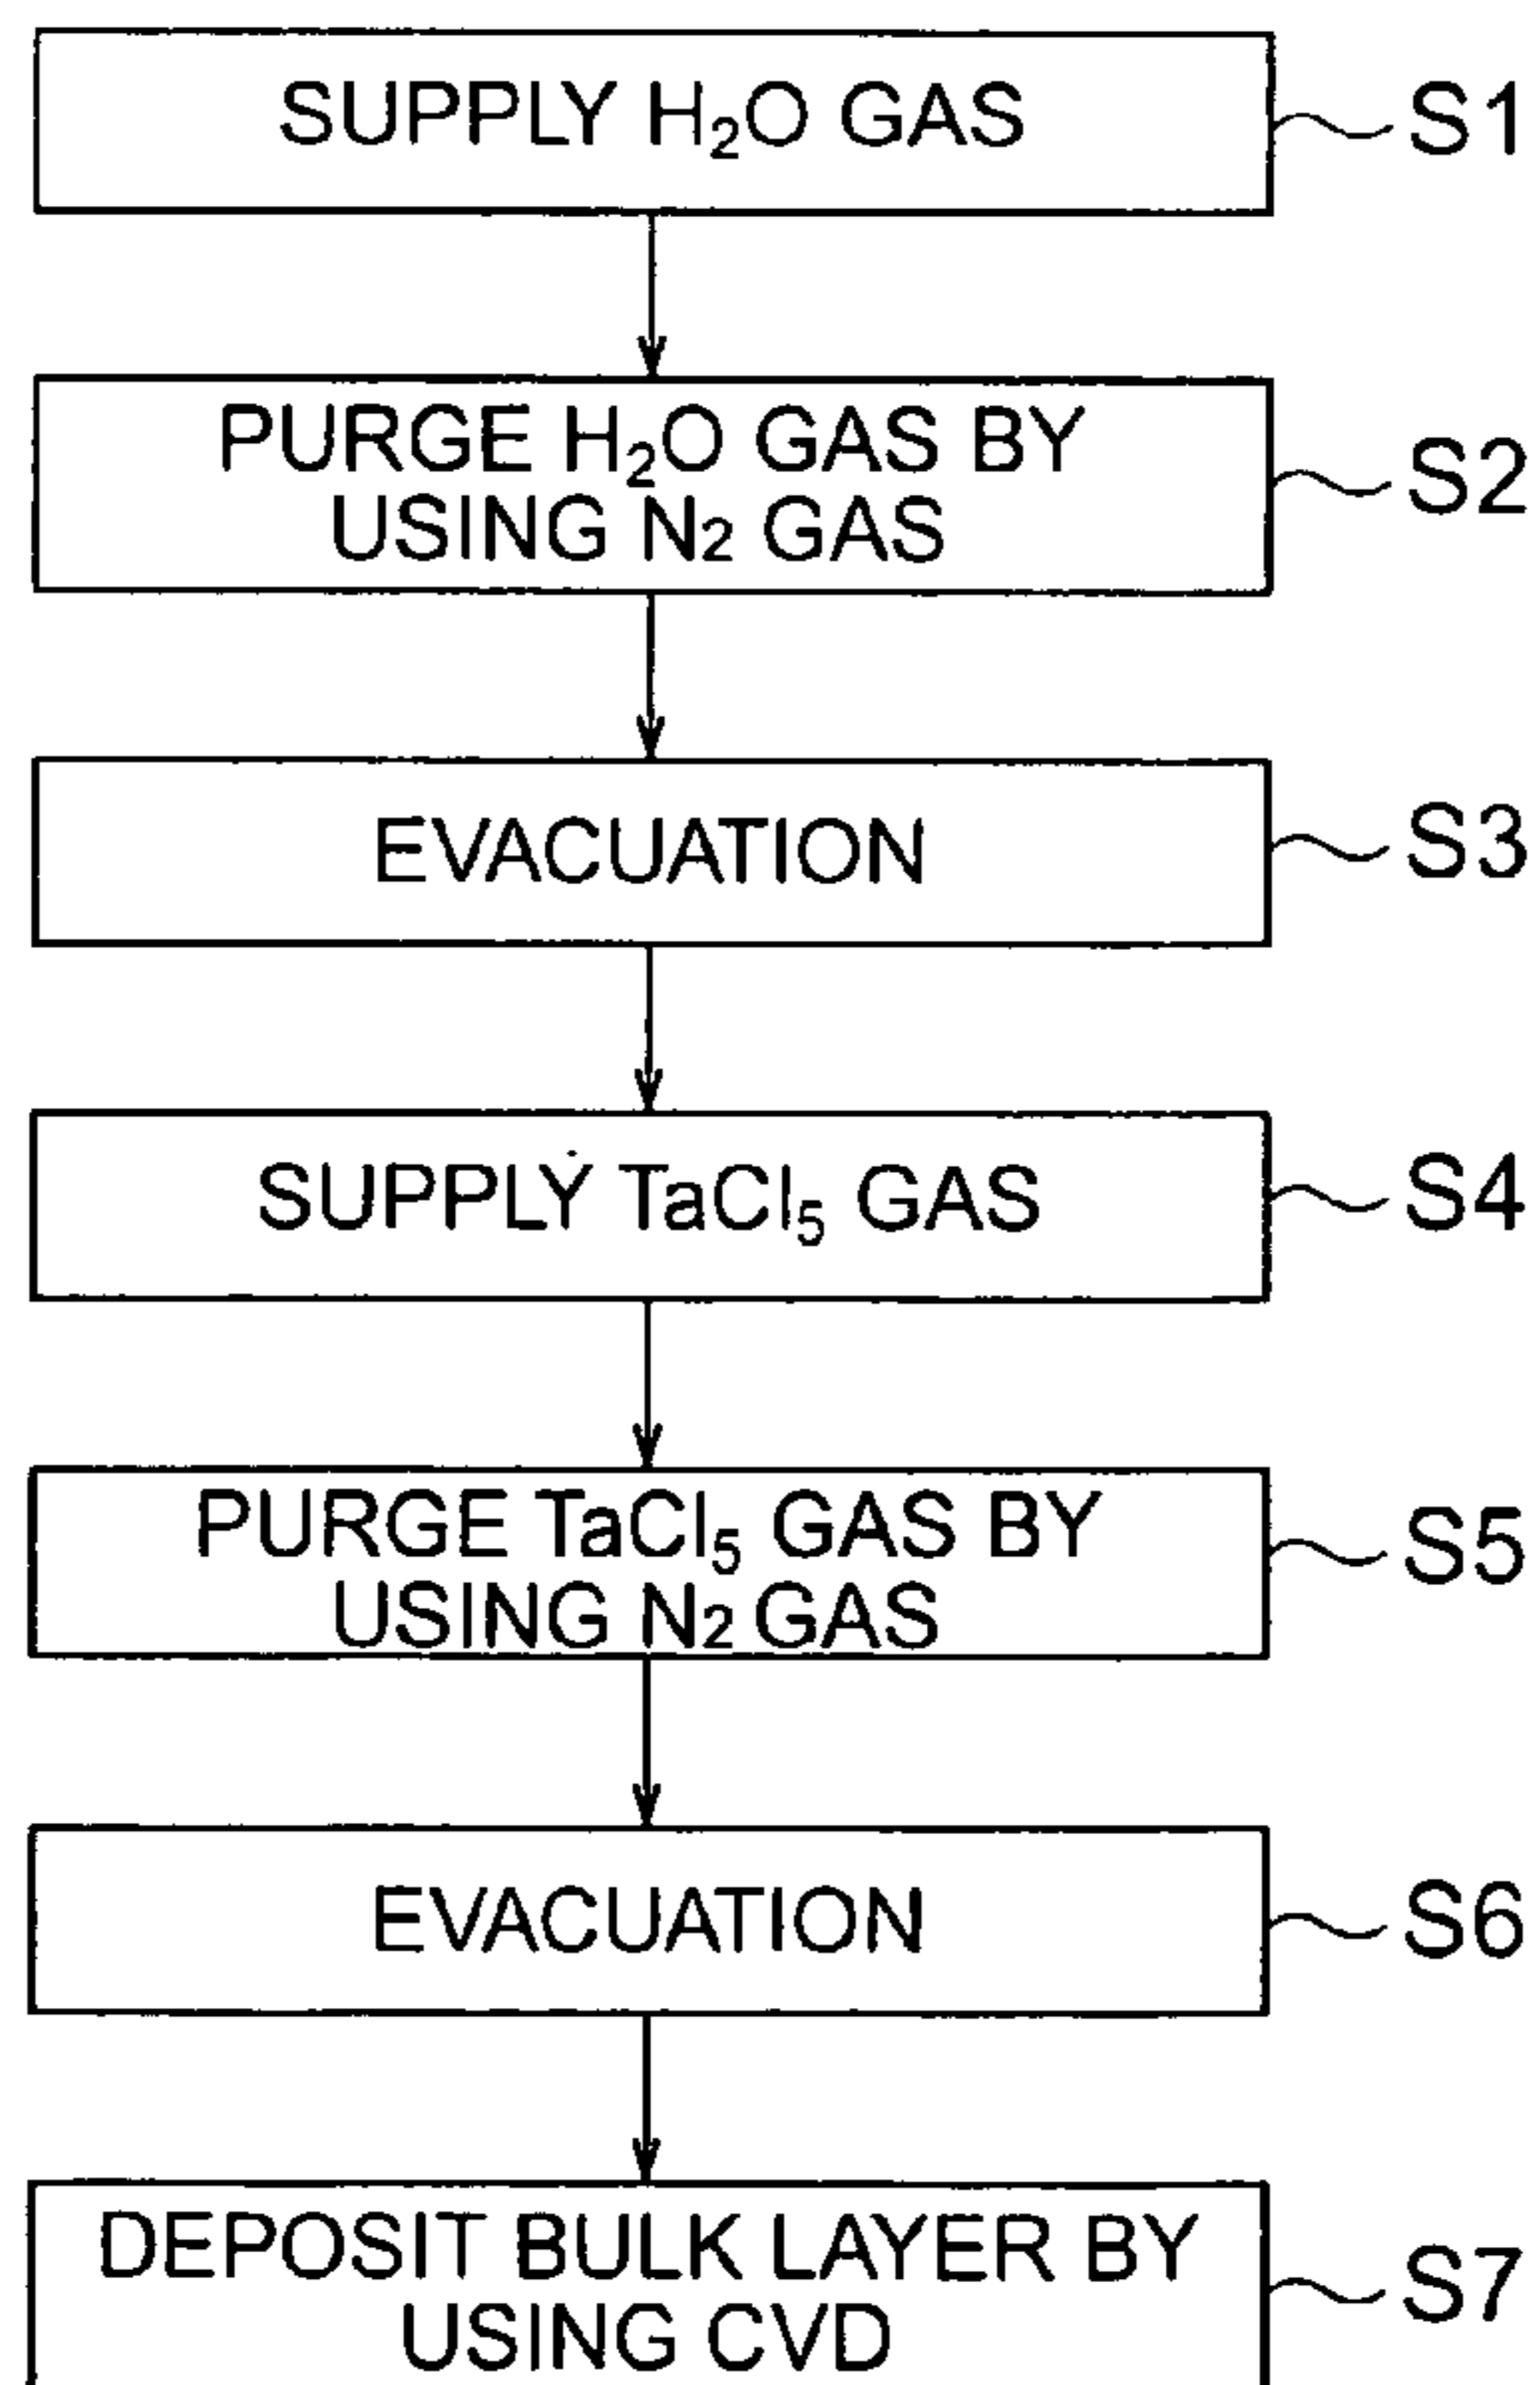 SUPPLY H₂O GAS
S1
PURGE H₂O GAS BY
USING N₂ GAS
S2
EVACUATION
S3
SUPPLY TaCl₅ GAS
S4
PURGE TaCl₅ GAS BY
USING N₂ GAS
S5
EVACUATION
S6
DEPOSIT BULK LAYER BY
USING CVD
S7